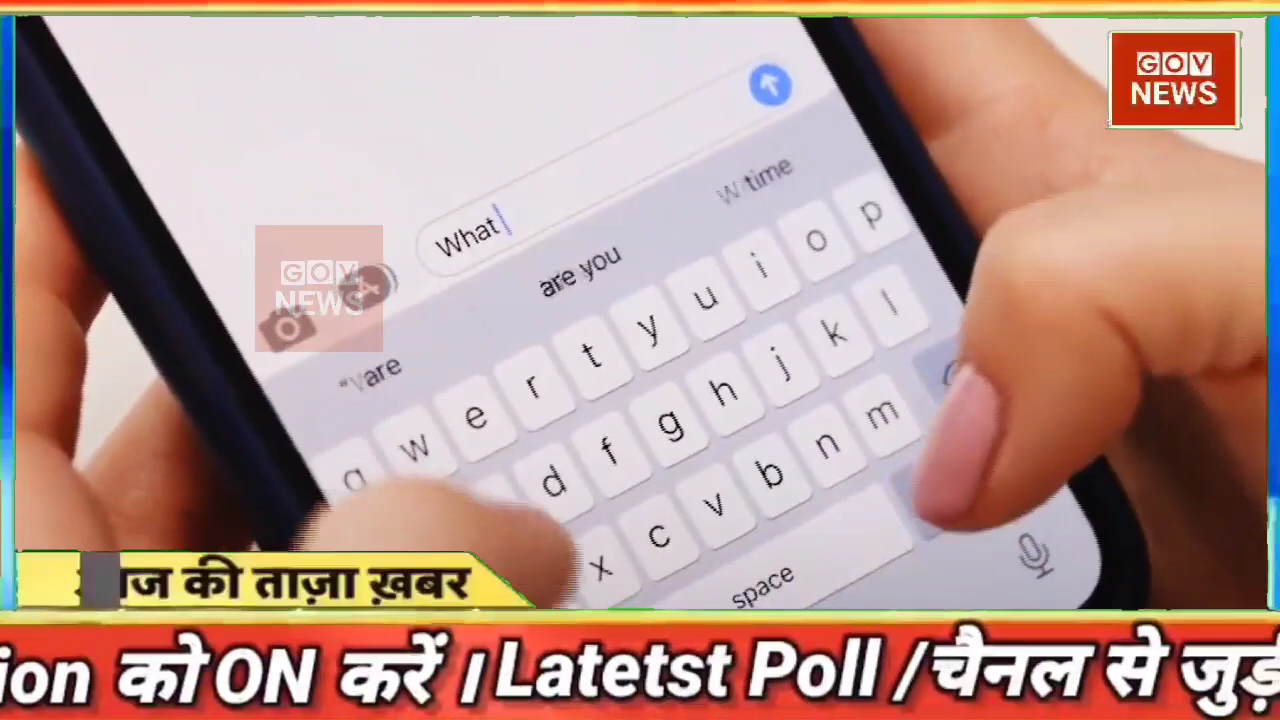 GOV
NEWS
What
time
are you
GOV
NEWS
are
w e r t y u i o p
d f g h j k l
x c v b n m
space
की ताज़ा ख़बर
ion को ON करें । Latetst Poll / चैनल से जुड़